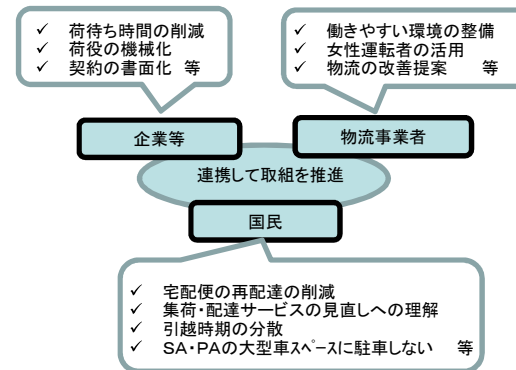 ✓ 荷待ち時間の削減
✓ 荷役の機械化
✓ 契約の書面化 等
✓ 働きやすい環境の整備
✓ 女性運転者の活用
✓ 物流の改善提案 等
企業等
物流事業者
連携して取組を推進
国民
✓ 宅配便の再配達の削減
✓ 集荷・配達サービスの見直しへの理解
✓ 引越時期の分散
✓ SA・PAの大型車スペースに駐車しない 等